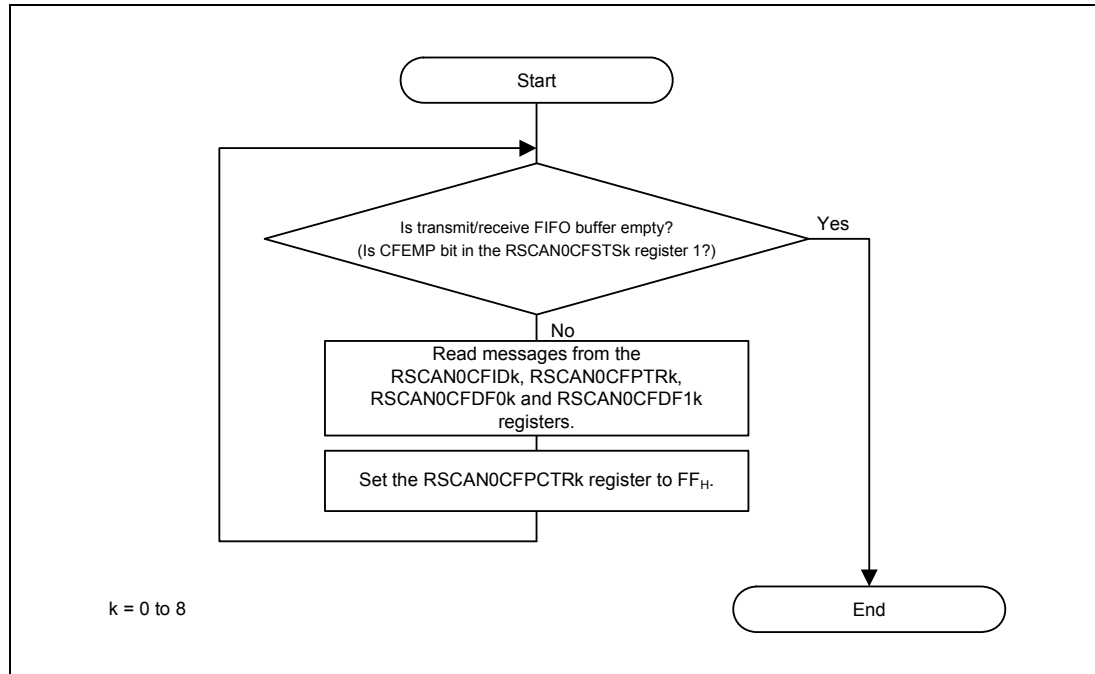 Start
Is transmit/receive FIFO buffer empty?
(Is CFEMP bit in the RSCAN0CFSTSk register 1?)
Yes
No
Read messages from the
RSCAN0CFIDk, RSCAN0CFPTRk,
RSCAN0CFDF0k and RSCAN0CFDF1k
registers.
Set the RSCAN0CFPCTRk register to FFH.
k = 0 to 8
End